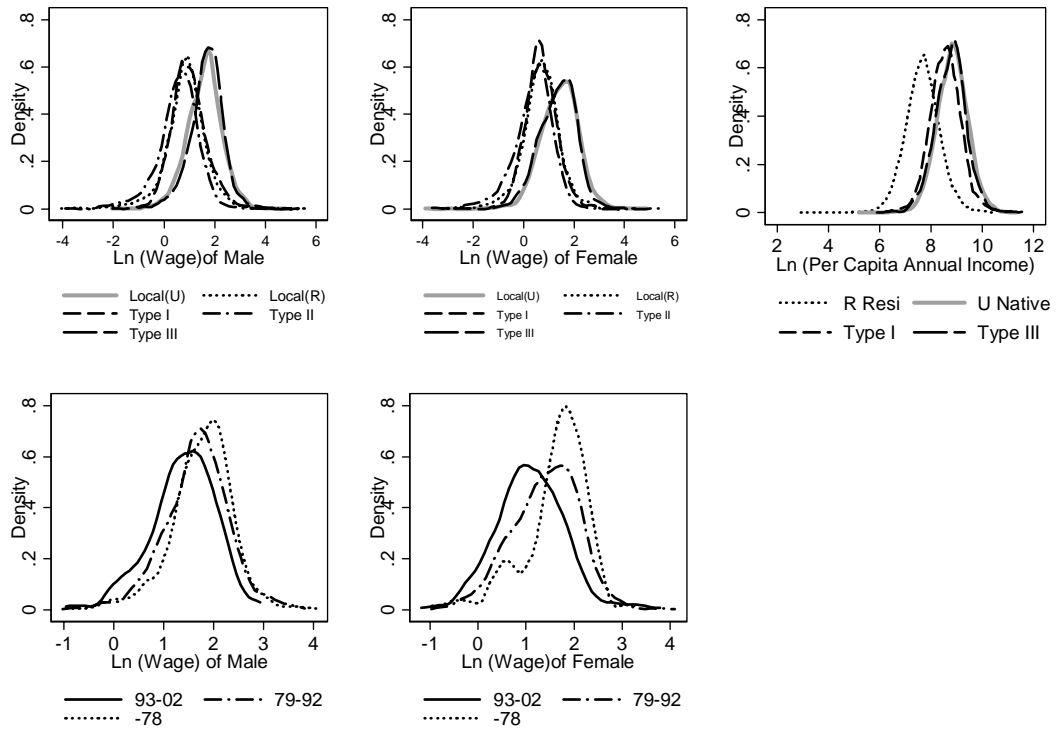 .8
.6
.4
.2
0
Density
-4 -2 0 2 4 6
Ln (Wage)of Male
Local(U) Local(R)
Type I Type II
Type III
.8
.6
.4
.2
0
Density
-4 -2 0 2 4 6
Ln (Wage) of Female
Local(U) Local(R)
Type I Type II
Type III
.8
.6
.4
.2
0
Density
2 4 6 8 10 12
Ln (Per Capita Annual Income)
R Resi U Native
Type I Type III
.8
.6
.4
.2
0
Density
-1 0 1 2 3 4
Ln (Wage) of Male
93-02 79-92
-78
.8
.6
.4
.2
0
Density
-1 0 1 2 3 4
Ln (Wage)of Female
93-02 79-92
-78